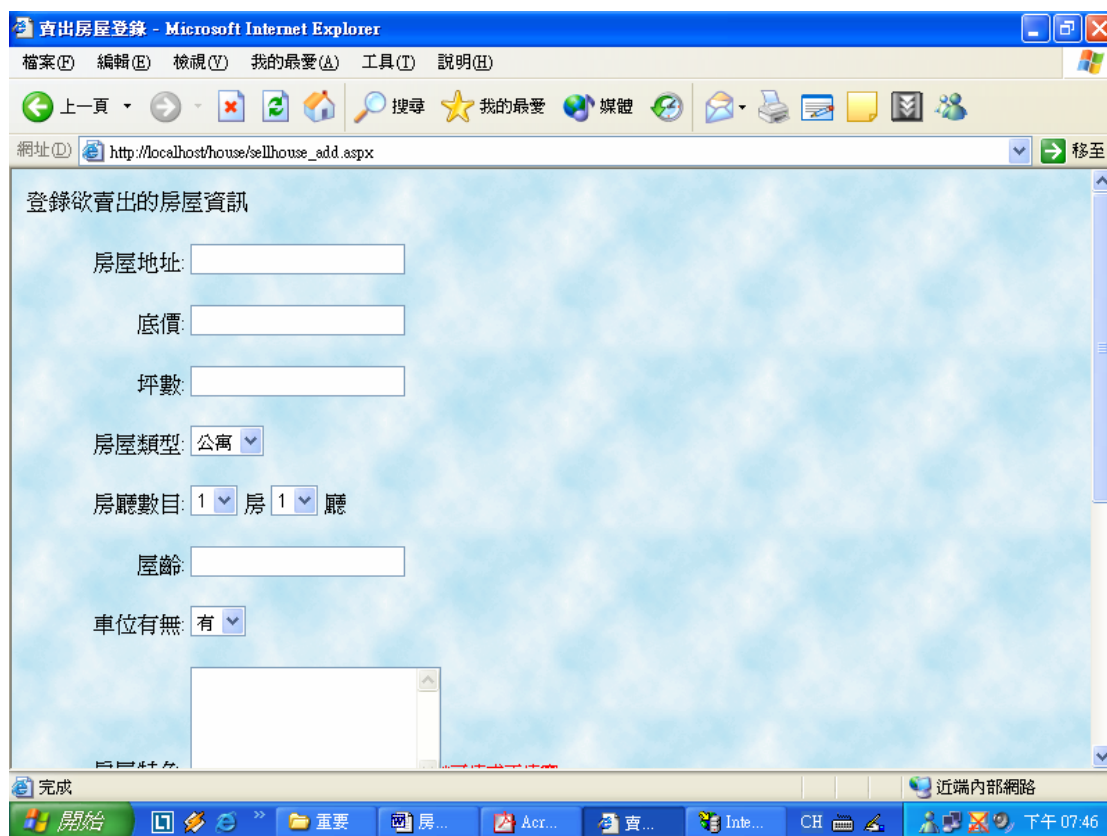 賣出房屋登錄 - Microsoft Internet Explorer
檔案(F) 編輯(E) 檢視(V) 我的最愛(A) 工具(T) 說明(H)
上一頁 搜尋 我的最愛 媒體
網址(D) http://localhost/house/sellhouse_add.aspx 移至
登錄欲賣出的房屋資訊
房屋地址:
底價:
坪數:
房屋類型: 公寓
房廳數目: 1 房 1 廳
屋齡:
車位有無: 有
房屋特色
完成 近端內部網路
開始 » 重要 房... Acr... 賣... Inte... CH 下午 07:46